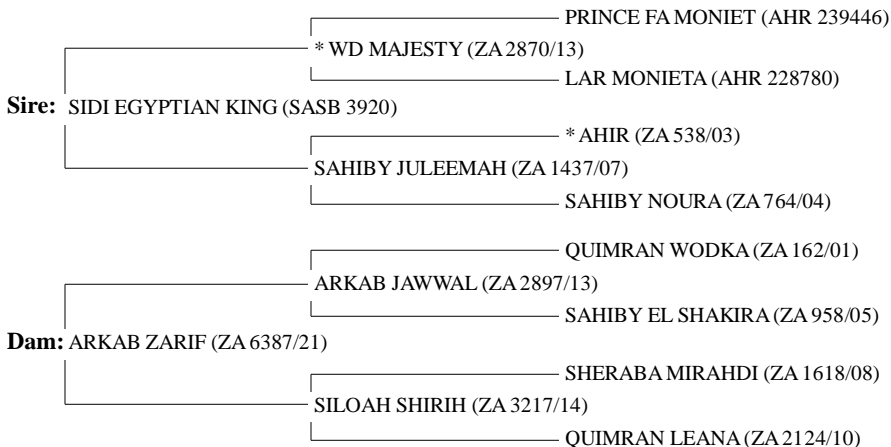 PRINCE FA MONIET (AHR 239446)
* WD MAJESTY (ZA 2870/13)
LAR MONIETA (AHR 228780)
Sire: SIDI EGYPTIAN KING (SASB 3920)
* AHIR (ZA 538/03)
SAHIBY JULEEMAH (ZA 1437/07)
SAHIBY NOURA (ZA 764/04)
QUIMRAN WODKA (ZA 162/01)
ARKAB JAWWAL (ZA 2897/13)
SAHIBY EL SHAKIRA (ZA 958/05)
Dam: ARKAB ZARIF (ZA 6387/21)
SHERABA MIRAHDI (ZA 1618/08)
SILOAH SHIRIH (ZA 3217/14)
QUIMRAN LEANA (ZA 2124/10)